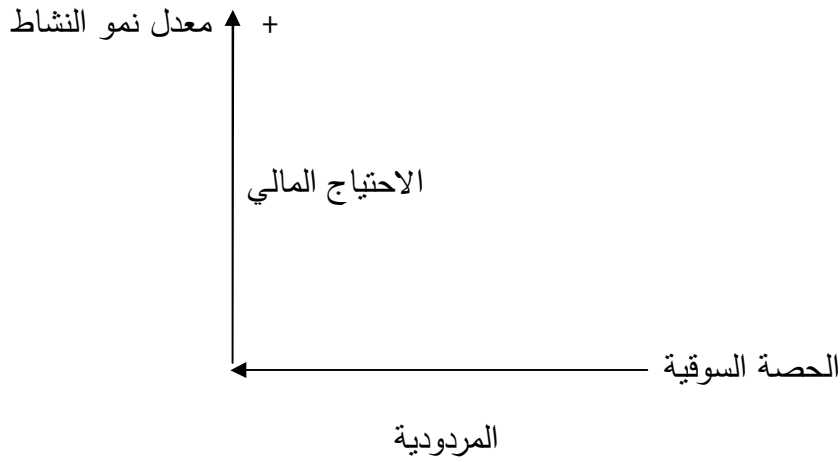 معدل نمو النشاط +
الاحتياج المالي
الحصة السوقية
المردودية